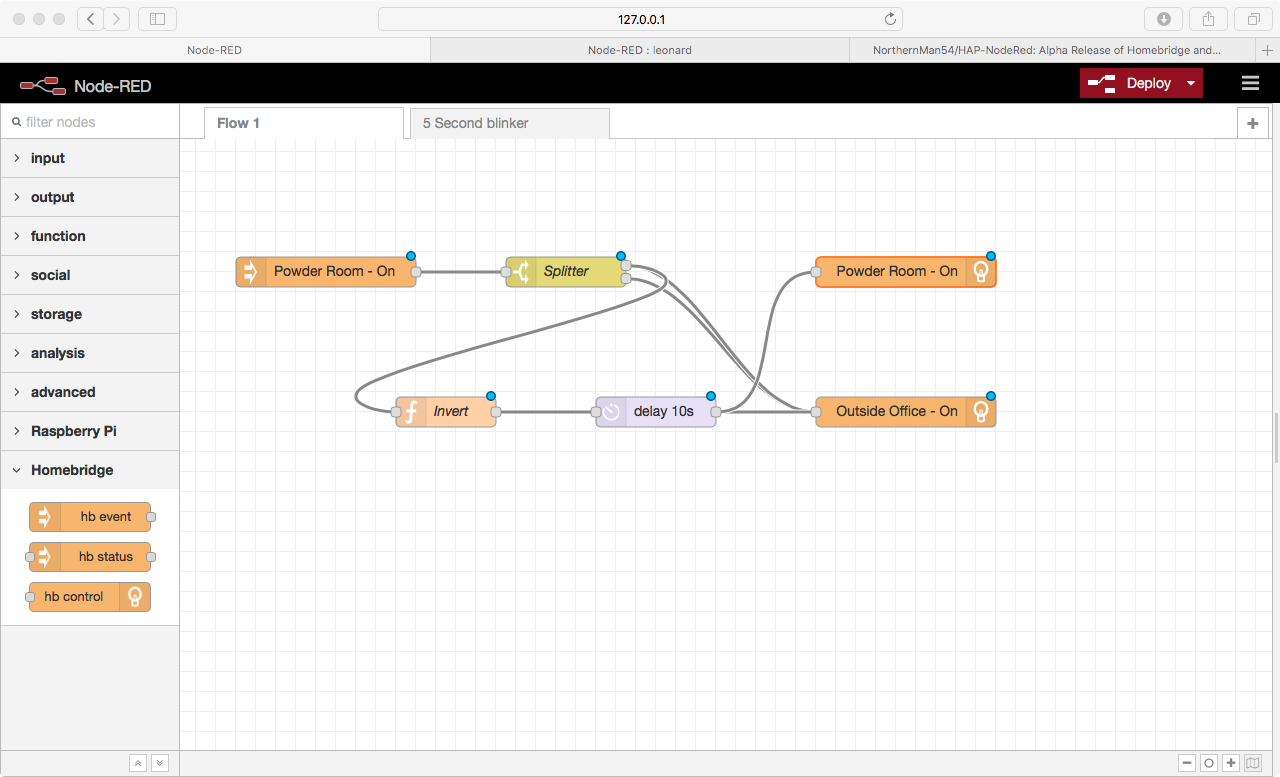 127.0.0.1
Node-RED
Node-RED : leonard
NorthernMan54/HAP-NodeRed: Alpha Release of Homebridge and...
Node-RED
Deploy
filter nodes
Flow 1
5 Second blinker
input
output
function
social
storage
analysis
advanced
Raspberry Pi
Homebridge
hb event
hb status
hb control
Powder Room - On
Splitter
Powder Room - On
Invert
delay 10s
Outside Office - On